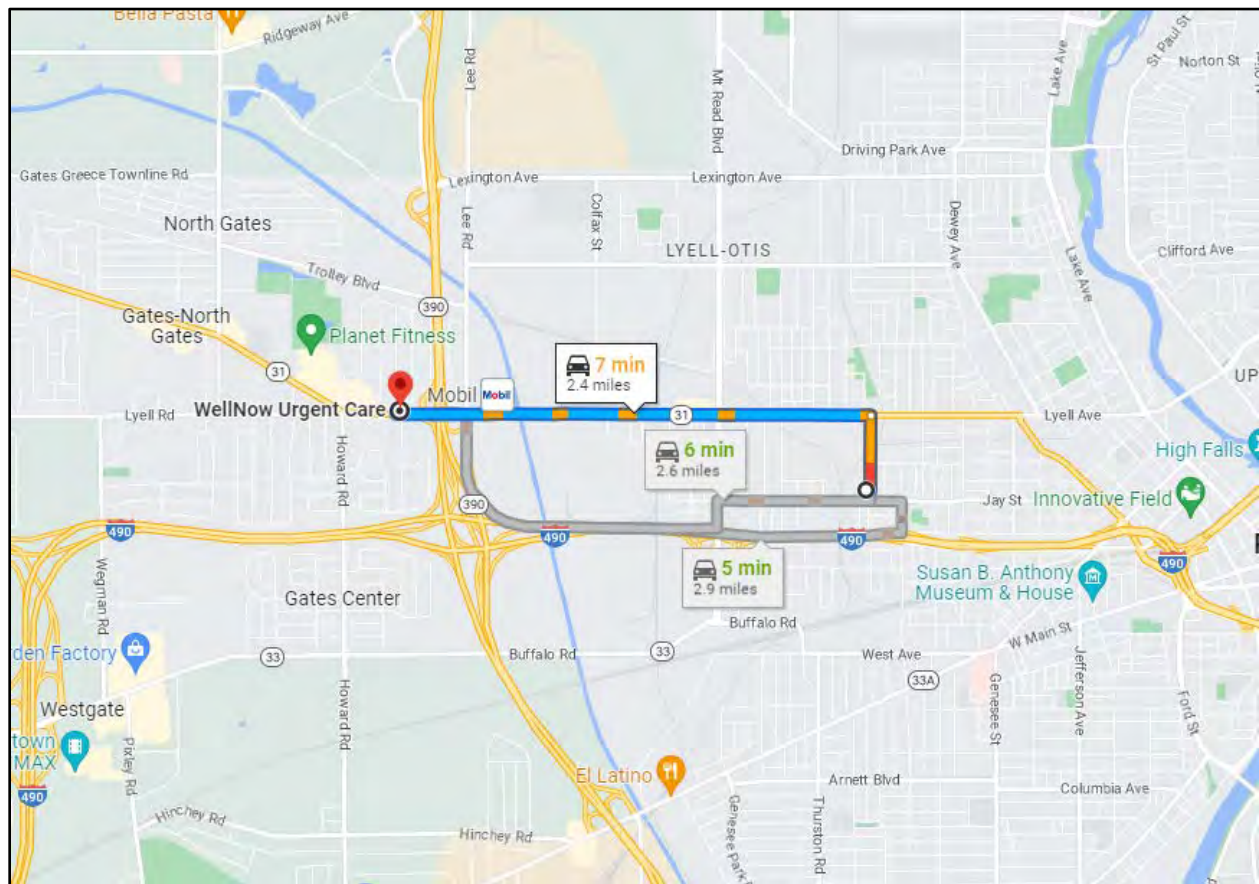 Bella Pasta
Ridgeway Ave
Lee Rd
Mt Read Blvd
Lake Ave
St Paul St
Norton St
Driving Park Ave
Gates Greece Townline Rd
Lexington Ave
Lexington Ave
North Gates
Lee Rd
Colfax St
LYELL-OTIS
Dewey Ave
Lake Ave
Clifford Ave
Trolley Blvd
390
Gates-North
Gates
Planet Fitness
31
7 min
2.4 miles
UP
Mobil
Mobil
Lyell Rd
WellNow Urgent Care
31
Lyell Ave
6 min
2.6 miles
High Falls
Howard Rd
390
Jay St
Innovative Field
490
490
490
490
5 min
2.9 miles
Susan B. Anthony
Museum & House
Wegman Rd
Gates Center
Buffalo Rd
W Main St
rden Factory
33
Buffalo Rd
33
West Ave
33A
Genesee St
Jefferson Ave
Ford St
Westgate
Howard Rd
town
MAX
Pixley Rd
El Latino
Arnett Blvd
490
Columbia Ave
Hinchey Rd
Hinchey Rd
Genesee Park
Thurston Rd